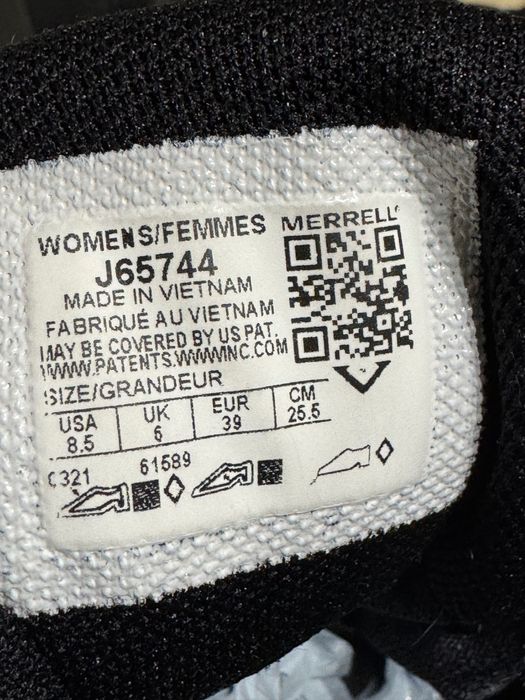 WOMENS/FEMMES
MERRELL
J65744
MADE IN VIETNAM
FABRIQUÉ AU VIETNAM
MAY BE COVERED BY US PAT.
WWW.PATENTS.WWWINC.COM
SIZE/GRANDEUR
USA UK EUR CM
8.5 6 39 25.5
C321 61589